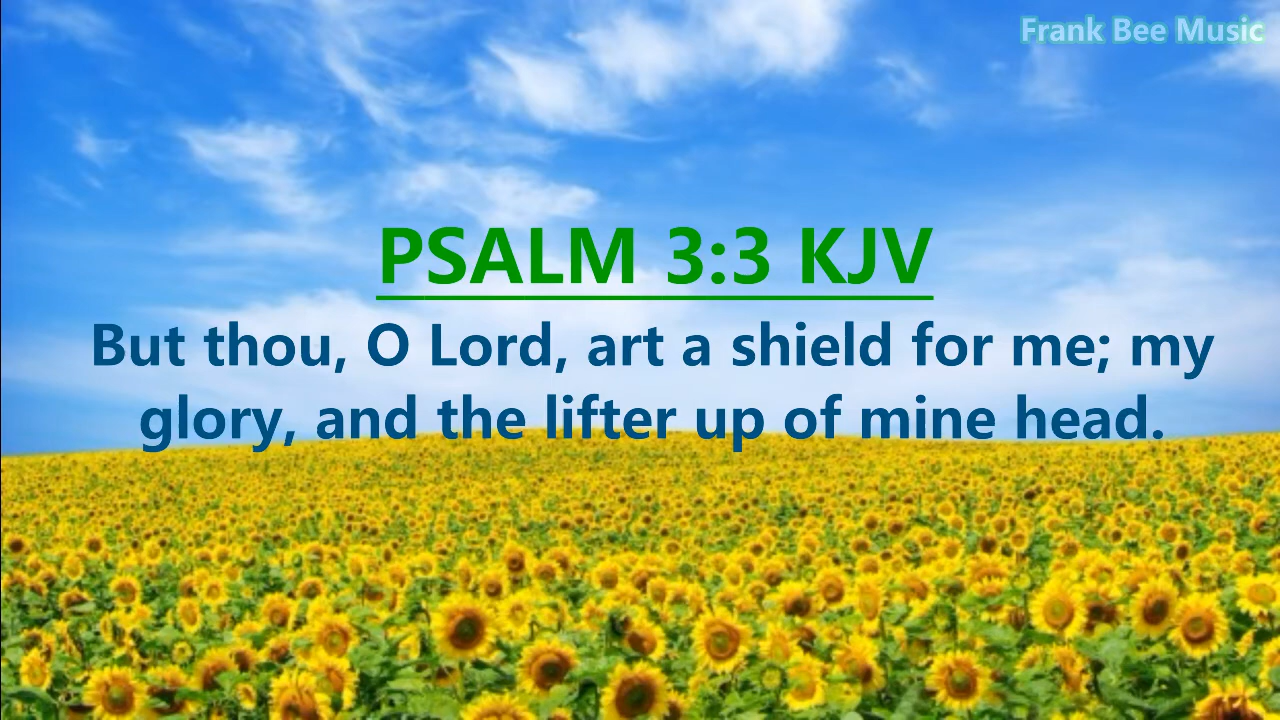 Frank Bee Music
PSALM 3:3 KJV
But thou, O Lord, art a shield for me; my
glory, and the lifter up of mine head.